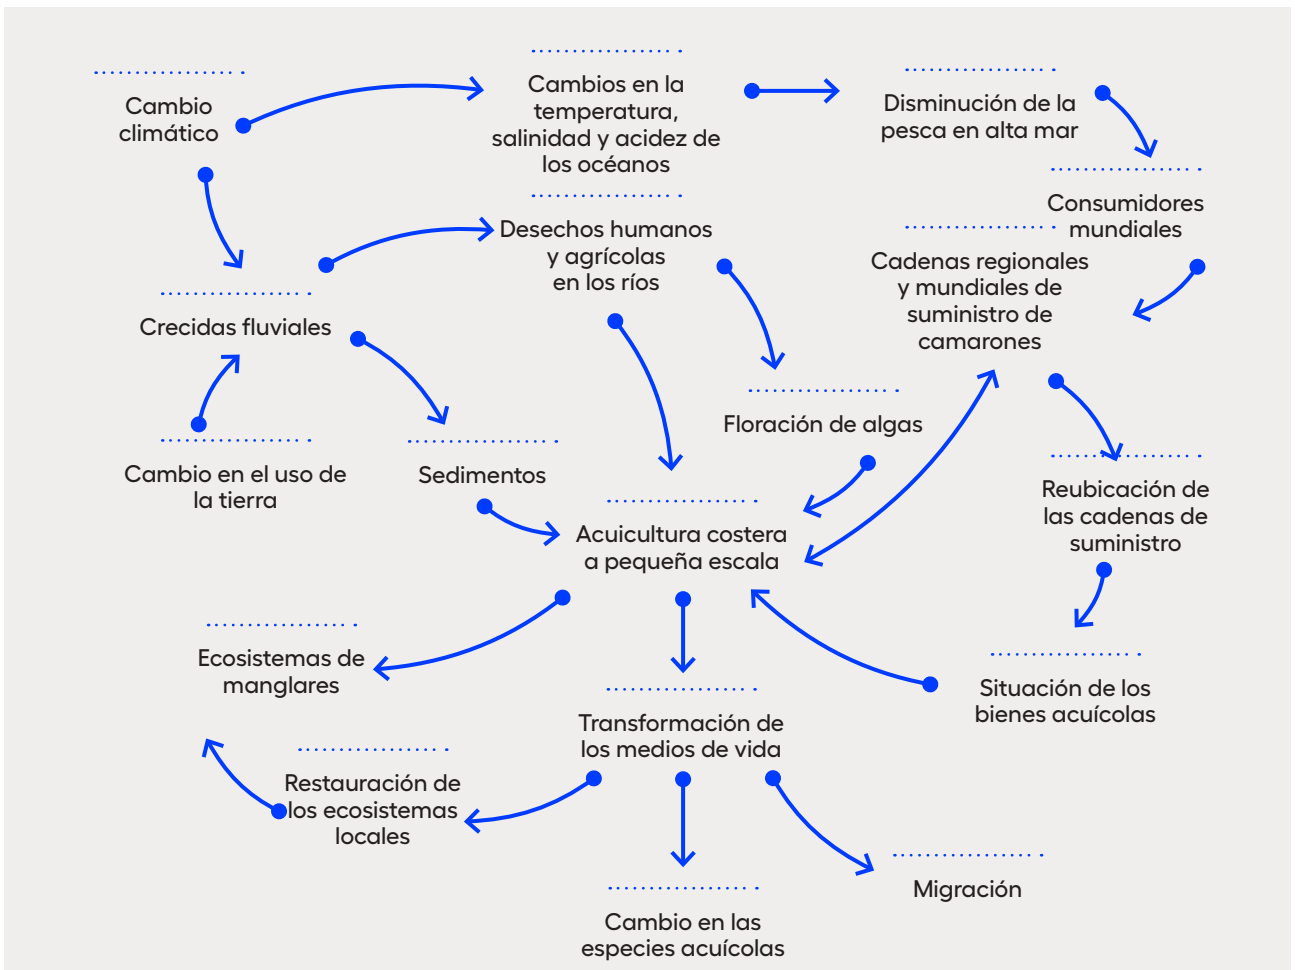 Cambio
climático
Cambios en la
temperatura,
salinidad y acidez de
los océanos
Disminución de la
pesca en alta mar
Consumidores
mundiales
Desechos humanos
y agrícolas
en los ríos
Cadenas regionales
y mundiales de
suministro de
camarones
Crecidas fluviales
Floración de algas
Cambio en el uso de
la tierra
Sedimentos
Reubicación de
las cadenas de
suministro
Acuicultura costera
a pequeña escala
Ecosistemas de
manglares
Situación de los
bienes acuícolas
Transformación de
los medios de vida
Restauración de
los ecosistemas
locales
Migración
Cambio en las
especies acuícolas